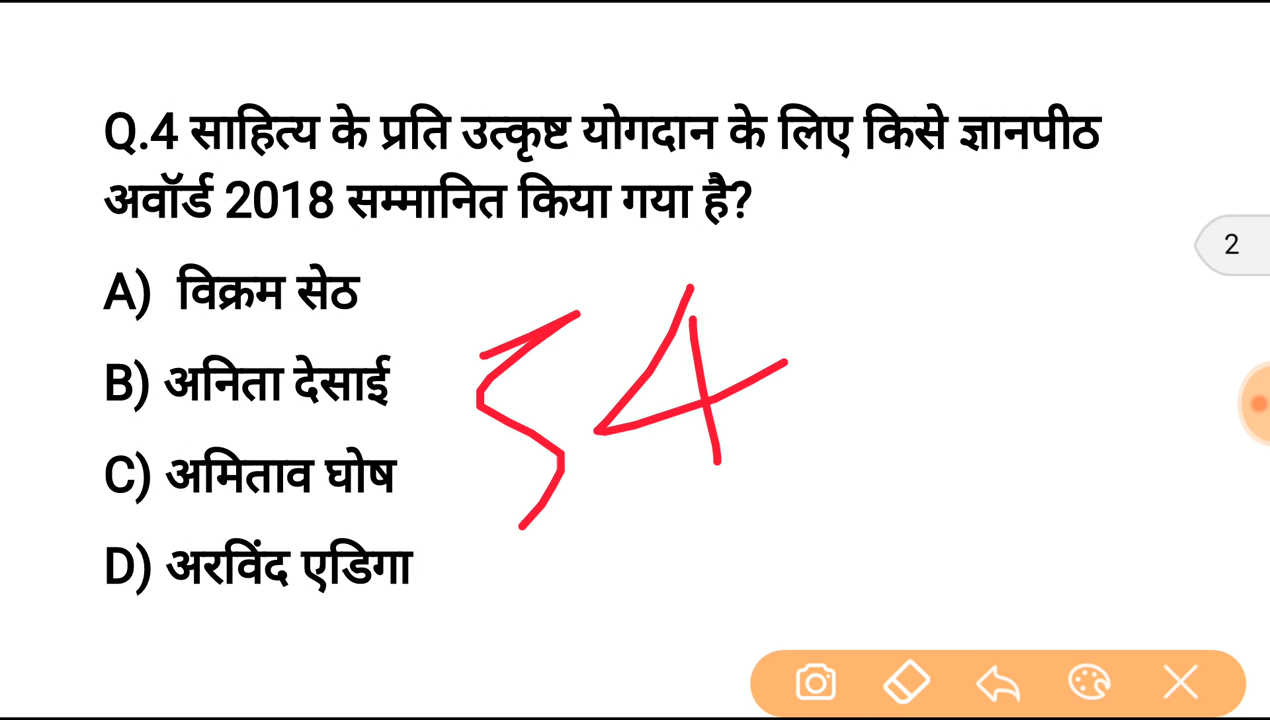 Q.4 साहित्य के प्रति उत्कृष्ट योगदान के लिए किसे ज्ञानपीठ
अवॉर्ड 2018 सम्मानित किया गया है?
2
A) विक्रम सेठ
54
B) अनिता देसाई
C) अमिताव घोष
D) अरविंद एडिगा